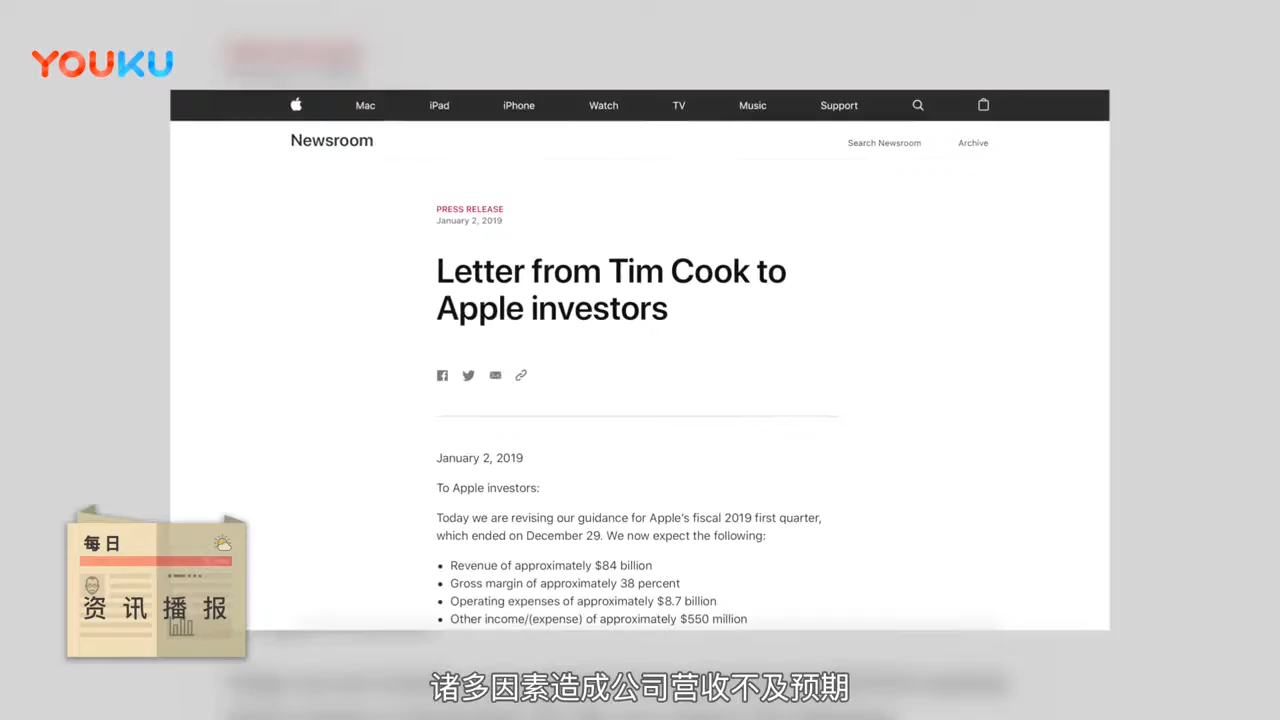 YOUKU
Mac iPad iPhone Watch TV Music Support
Newsroom
Search Newsroom Archive
PRESS RELEASE
January 2, 2019
Letter from Tim Cook to
Apple investors
January 2, 2019
To Apple investors:
Today we are revising our guidance for Apple's fiscal 2019 first quarter,
which ended on December 29. We now expect the following:
• Revenue of approximately $84 billion
• Gross margin of approximately 38 percent
• Operating expenses of approximately $8.7 billion
• Other income/(expense) of approximately $550 million
每日
资讯播报
诸多因素造成公司营收不及预期